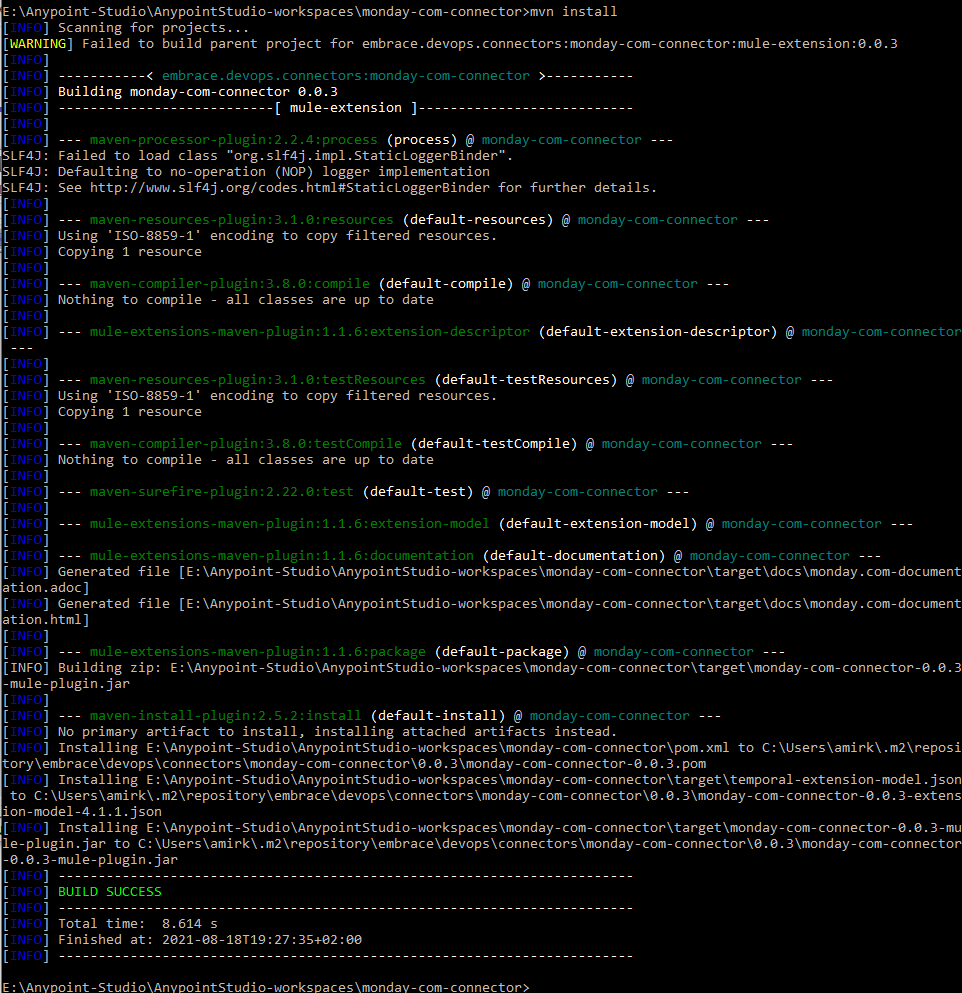 E:\Anypoint-Studio\AnypointStudio-workspaces\monday-com-connector>mvn install
[INFO] Scanning for projects...
[WARNING] Failed to build parent project for embrace.devops.connectors:monday-com-connector:mule-extension:0.0.3
[INFO]
[INFO] -----------< embrace.devops.connectors:monday-com-connector >-----------
[INFO] Building monday-com-connector 0.0.3
[INFO] ---------------------------[ mule-extension ]---------------------------
[INFO]
[INFO] --- maven-processor-plugin:2.2.4:process (process) @ monday-com-connector ---
SLF4J: Failed to load class "org.slf4j.impl.StaticLoggerBinder".
SLF4J: Defaulting to no-operation (NOP) logger implementation
SLF4J: See http://www.slf4j.org/codes.html#StaticLoggerBinder for further details.
[INFO]
[INFO] --- maven-resources-plugin:3.1.0:resources (default-resources) @ monday-com-connector ---
[INFO] Using 'ISO-8859-1' encoding to copy filtered resources.
[INFO] Copying 1 resource
[INFO]
[INFO] --- maven-compiler-plugin:3.8.0:compile (default-compile) @ monday-com-connector ---
[INFO] Nothing to compile - all classes are up to date
[INFO]
[INFO] --- mule-extensions-maven-plugin:1.1.6:extension-descriptor (default-extension-descriptor) @ monday-com-connector
 ---
[INFO]
[INFO] --- maven-resources-plugin:3.1.0:testResources (default-testResources) @ monday-com-connector ---
[INFO] Using 'ISO-8859-1' encoding to copy filtered resources.
[INFO] Copying 1 resource
[INFO]
[INFO] --- maven-compiler-plugin:3.8.0:testCompile (default-testCompile) @ monday-com-connector ---
[INFO] Nothing to compile - all classes are up to date
[INFO]
[INFO] --- maven-surefire-plugin:2.22.0:test (default-test) @ monday-com-connector ---
[INFO]
[INFO] --- mule-extensions-maven-plugin:1.1.6:extension-model (default-extension-model) @ monday-com-connector ---
[INFO]
[INFO] --- mule-extensions-maven-plugin:1.1.6:documentation (default-documentation) @ monday-com-connector ---
[INFO] Generated file [E:\Anypoint-Studio\AnypointStudio-workspaces\monday-com-connector\target\docs\monday.com-document
ation.adoc]
[INFO] Generated file [E:\Anypoint-Studio\AnypointStudio-workspaces\monday-com-connector\target\docs\monday.com-document
ation.html]
[INFO]
[INFO] --- mule-extensions-maven-plugin:1.1.6:package (default-package) @ monday-com-connector ---
[INFO] Building zip: E:\Anypoint-Studio\AnypointStudio-workspaces\monday-com-connector\target\monday-com-connector-0.0.3
-mule-plugin.jar
[INFO]
[INFO] --- maven-install-plugin:2.5.2:install (default-install) @ monday-com-connector ---
[INFO] No primary artifact to install, installing attached artifacts instead.
[INFO] Installing E:\Anypoint-Studio\AnypointStudio-workspaces\monday-com-connector\pom.xml to C:\Users\amirk\.m2\reposi
tory\embrace\devops\connectors\monday-com-connector\0.0.3\monday-com-connector-0.0.3.pom
[INFO] Installing E:\Anypoint-Studio\AnypointStudio-workspaces\monday-com-connector\target\temporal-extension-model.json
 to C:\Users\amirk\.m2\repository\embrace\devops\connectors\monday-com-connector\0.0.3\monday-com-connector-0.0.3-extens
ion-model-4.1.1.json
[INFO] Installing E:\Anypoint-Studio\AnypointStudio-workspaces\monday-com-connector\target\monday-com-connector-0.0.3-mu
le-plugin.jar to C:\Users\amirk\.m2\repository\embrace\devops\connectors\monday-com-connector\0.0.3\monday-com-connector
-0.0.3-mule-plugin.jar
[INFO] ------------------------------------------------------------------------
[INFO] BUILD SUCCESS
[INFO] ------------------------------------------------------------------------
[INFO] Total time:  8.614 s
[INFO] Finished at: 2021-08-18T19:27:35+02:00
[INFO] ------------------------------------------------------------------------
E:\Anypoint-Studio\AnypointStudio-workspaces\monday-com-connector>